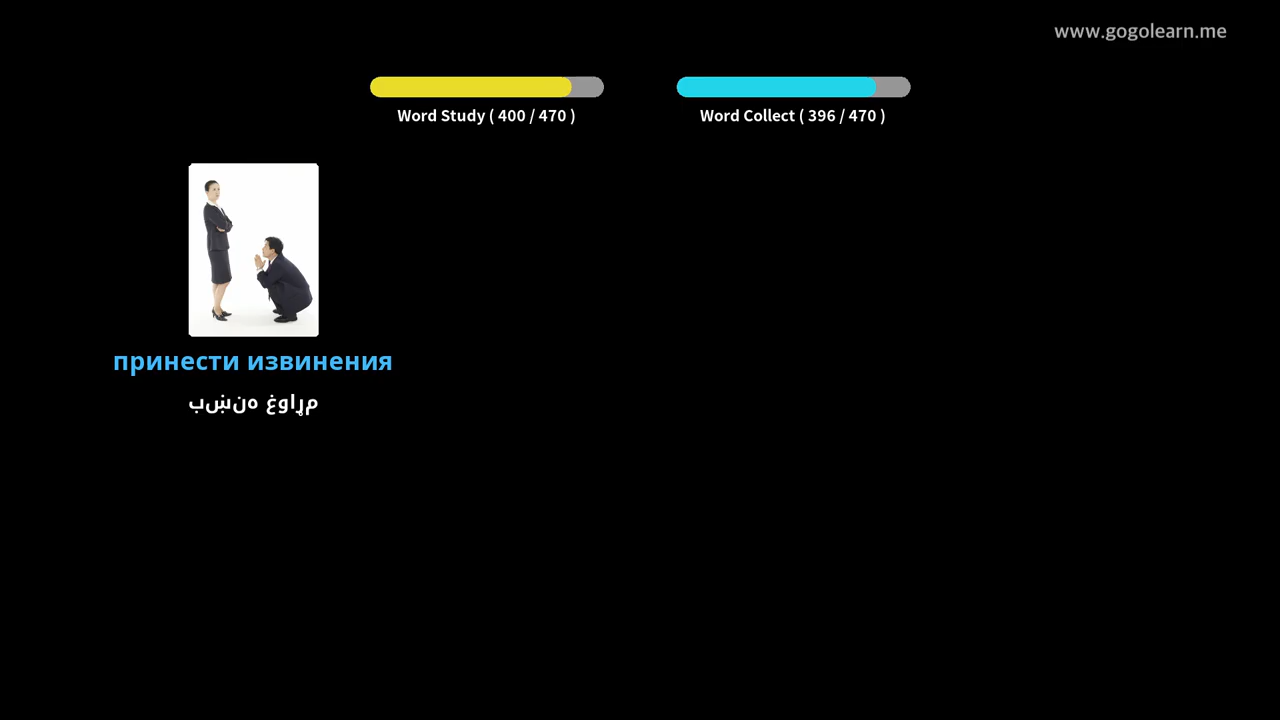 www.gogolearn.me
Word Study ( 400 / 470 )
Word Collect ( 396 / 470 )
принести извинения
بښنه غواړم